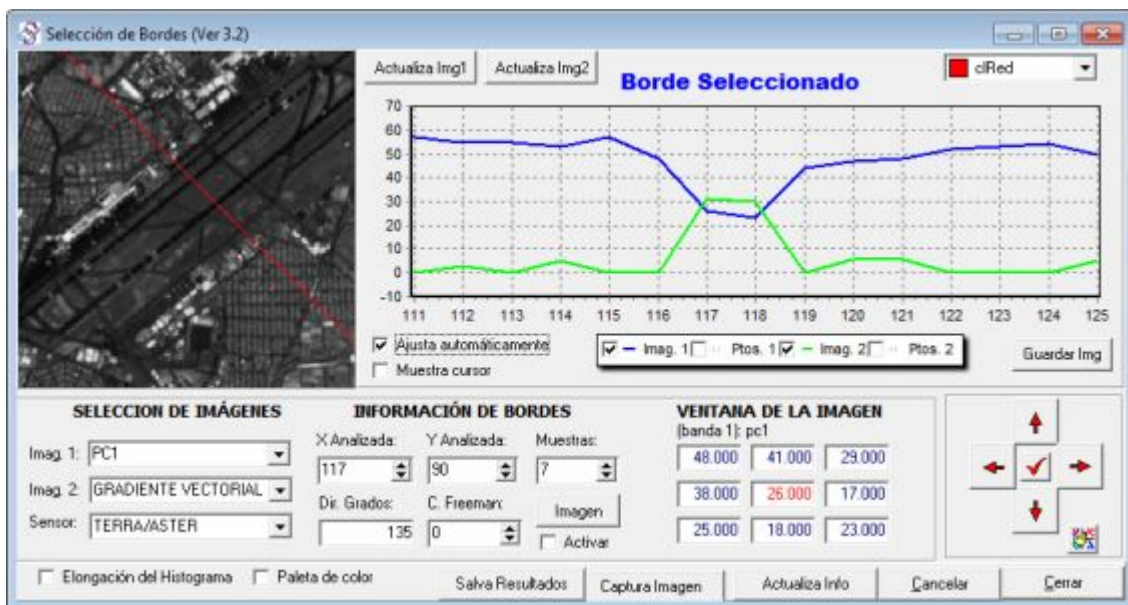 Selección de Bordes (Ver 3.2)
Actualiza Img1 Actualiza Img2
clRed
Borde Seleccionado
70
60
50
40
30
20
10
0
-10
111 112 113 114 115 116 117 118 119 120 121 122 123 124 125
Ajusta automáticamente
Muestra cursor
Imag. 1 Ptos. 1 Imag. 2 Ptos. 2
Guardar Img
SELECCION DE IMÁGENES
Imag. 1: PC1
Imag. 2: GRADIENTE VECTORIAL
Sensor: TERRA/ASTER
INFORMACIÓN DE BORDES
X Analizada: Y Analizada: Muestras:
117 90 7
Dir. Grados: C. Freeman: Imagen
135 0 Activar
VENTANA DE LA IMAGEN
(banda 1): pc1
48.000 41.000 29.000
38.000 26.000 17.000
25.000 18.000 23.000
Elongación del Histograma Paleta de color Salva Resultados Captura Imagen Actualiza Info Cancelar Cerrar